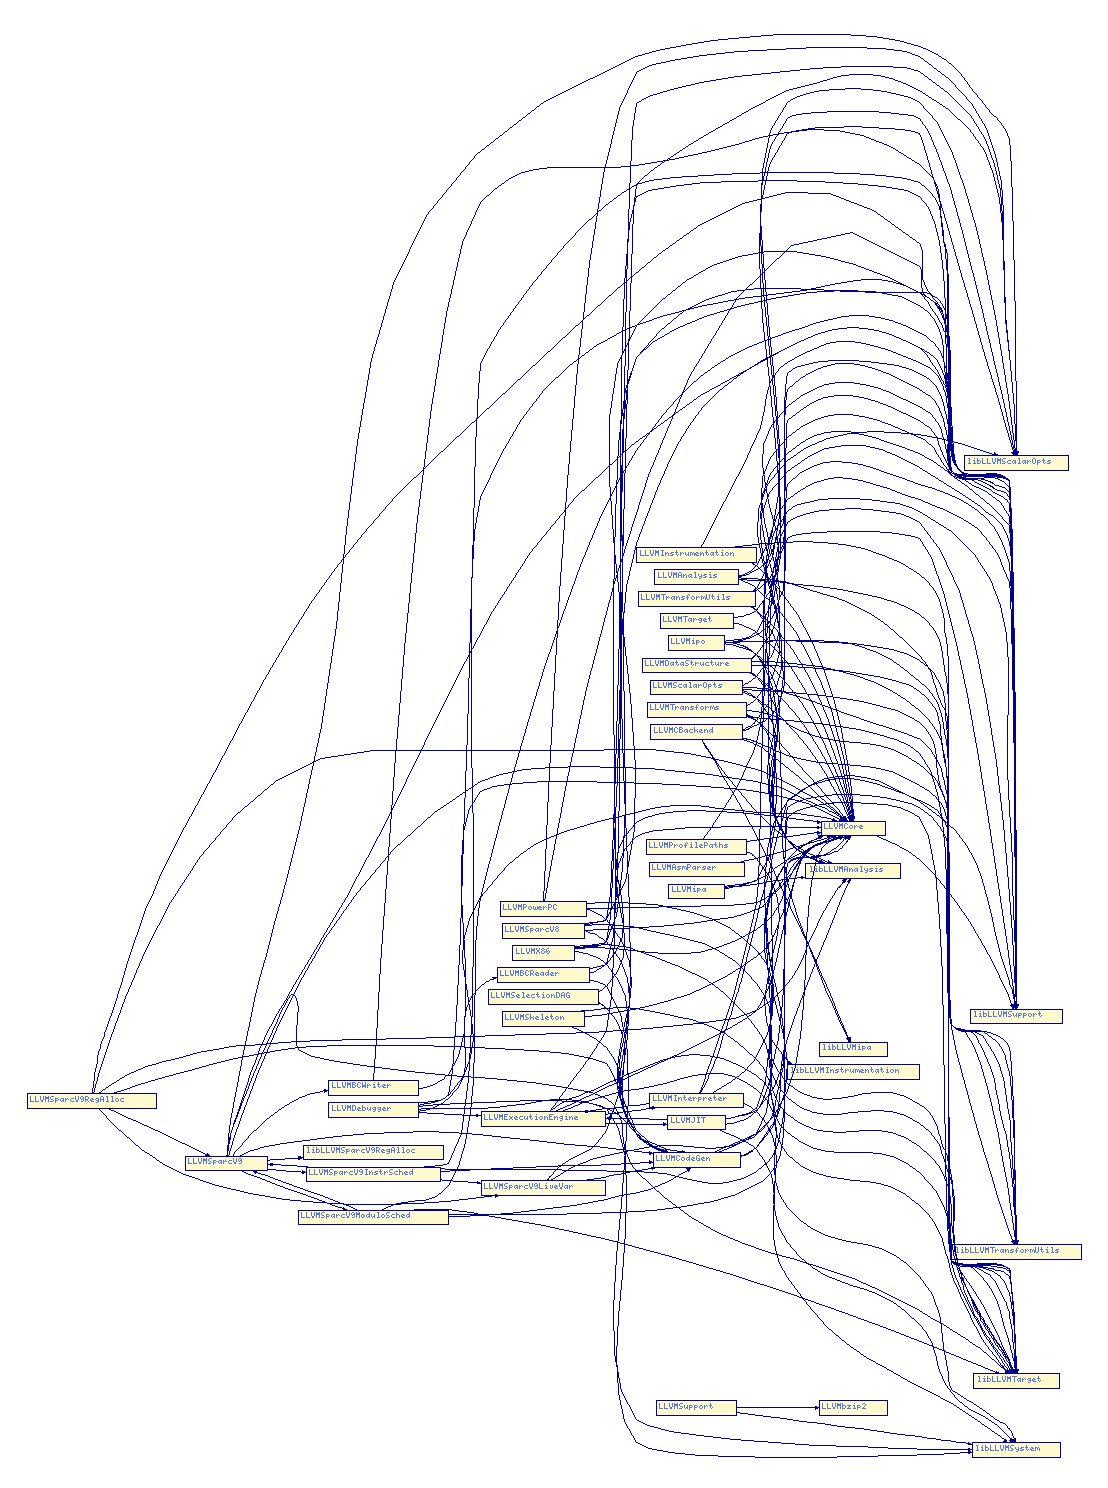 libLLVMScalarOpts
LLVMInstrumentation
LLVMAnalysis
LLVMTransformUtils
LLVMTarget
LLVMipo
LLVMDataStructure
LLVMScalarOpts
LLVMTransforms
LLVMCBackend
LLVMCore
LLVMProfilePaths
LLVMAsmParser
libLLVMAnalysis
LLVMipa
LLVMPowerPC
LLVMSparcV8
LLVMX86
LLVMBCReader
LLVMSelectionDAG
LLVMSkeleton
libLLVMSupport
libLLVMipa
libLLVMInstrumentation
LLVMBCWriter
LLVMSparcV9RegAlloc
LLVMInterpreter
LLVMDebugger
LLVMExecutionEngine
LLVMJIT
libLLVMSparcV9RegAlloc
LLVMSparcV9
LLVMCodeGen
LLVMSparcV9InstrSched
LLVMSparcV9LiveVar
LLVMSparcV9ModuloSched
libLLVMTransformUtils
libLLVMTarget
LLVMSupport
LLVMbzip2
libLLVMSystem